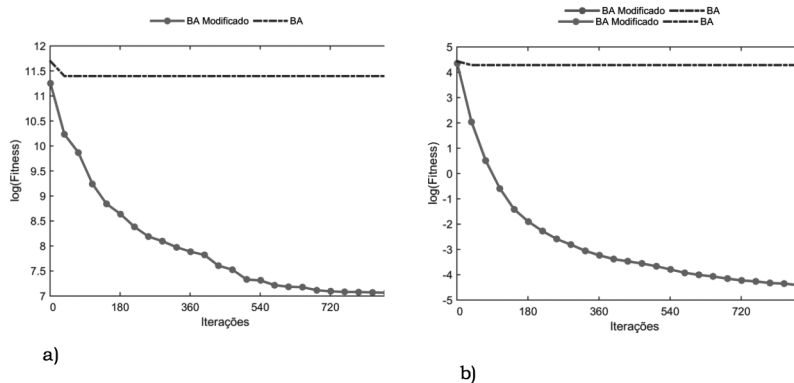 BA Modificado BA
12
11.5
11
10.5
10
9.5
9
8.5
8
7.5
7
log(Fitness)
0 180 360 540 720
Iterações
a)
BA Modificado BA
BA Modificado BA
5
4
3
2
1
0
-1
-2
-3
-4
-5
log(Fitness)
0 180 360 540 720
Iterações
b)